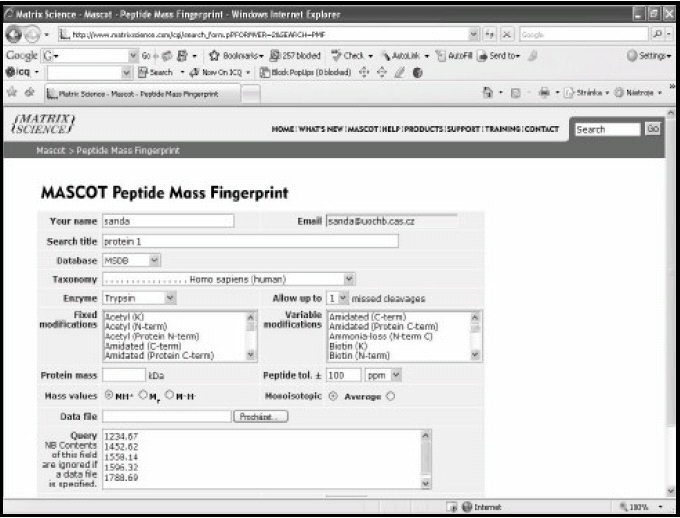 Matrix Science - Mascot - Peptide Mass Fingerprint - Windows Internet Explorer
http://www.matrixscience.com/cgi/search_form.pl?FORMVER=2&SEARCH=PMF Google
Google G Go Bookmarks 257 blocked Check AutoLink AutoFill Send to Settings
icq Search Now On ICQ Block PopUps (0 blocked)
Matrix Science - Mascot - Peptide Mass Fingerprint Stránka Nástroje »
{MATRIX}
{SCIENCE}
HOME WHAT'S NEW MASCOT HELP PRODUCTS SUPPORT TRAINING CONTACT Search Go
Mascot > Peptide Mass Fingerprint
MASCOT Peptide Mass Fingerprint
Your name sanda Email sanda@uochb.cas.cz
Search title protein 1
Database MSDB
Taxonomy . . . . . . . . . . . . . . . . Homo sapiens (human)
Enzyme Trypsin Allow up to 1 missed cleavages
Fixed modifications Variable modifications
Acetyl (K) Amidated (C-term)
Acetyl (N-term) Amidated (Protein C-term)
Acetyl (Protein N-term) Ammonia-loss (N-term C)
Amidated (C-term) Biotin (K)
Amidated (Protein C-term) Biotin (N-term)
Protein mass kDa Peptide tol. ± 100 ppm
Mass values MH+ Mr M-H- Monoisotopic Average
Data file Procházet...
Query
NB Contents
of this field
are ignored if
a data file
is specified.
1234.67
1452.62
1558.14
1596.32
1788.69
Internet 100%